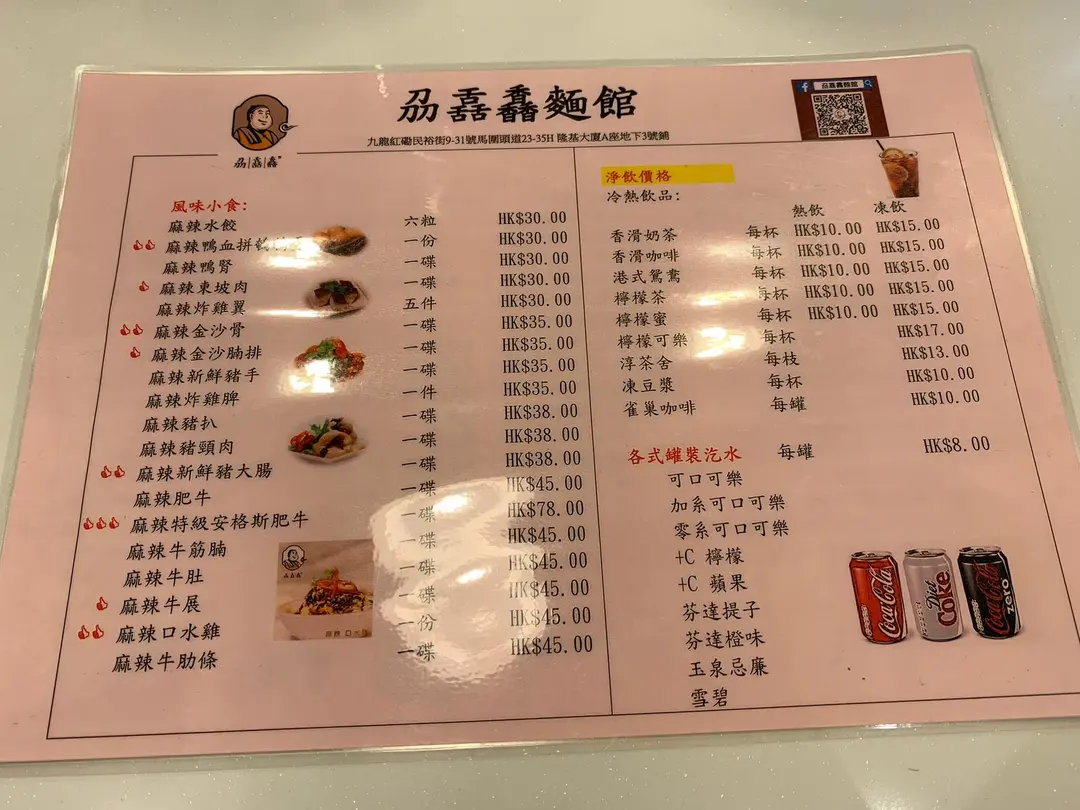 刕嚞馫麵館
九龍紅磡民裕街9-31號馬圍頭道23-35H 隆基大廈A座地下3號鋪
刕嚞馫麵館
刕|嚞|馫®
風味小食:
麻辣水餃 六粒 HK$30.00
麻辣鴨血拼 一份 HK$30.00
麻辣鴨腎 一碟 HK$30.00
麻辣東坡肉 一碟 HK$30.00
麻辣炸雞翼 五件 HK$30.00
麻辣金沙骨 一碟 HK$35.00
麻辣金沙腩排 一碟 HK$35.00
麻辣新鮮豬手 一碟 HK$35.00
麻辣炸雞脾 一件 HK$35.00
麻辣豬扒 一碟 HK$38.00
麻辣豬頸肉 一碟 HK$38.00
麻辣新鮮豬大腸 一碟 HK$38.00
麻辣肥牛 一碟 HK$45.00
麻辣特級安格斯肥牛 一碟 HK$78.00
麻辣牛筋腩 一碟 HK$45.00
麻辣牛肚 一碟 HK$45.00
麻辣牛展 一碟 HK$45.00
麻辣口水雞 一份 HK$45.00
麻辣牛肋條 一碟 HK$45.00
淨飲價格
冷熱飲品:
熱飲 凍飲
香滑奶茶 每杯 HK$10.00 HK$15.00
香滑咖啡 每杯 HK$10.00 HK$15.00
港式鴛鴦 每杯 HK$10.00 HK$15.00
檸檬茶 每杯 HK$10.00 HK$15.00
檸檬蜜 每杯 HK$10.00 HK$15.00
檸檬可樂 每杯 HK$17.00
淳茶舍 每枝 HK$13.00
凍豆漿 每杯 HK$10.00
雀巢咖啡 每罐 HK$10.00
各式罐裝汽水 每罐 HK$8.00
可口可樂
加系可口可樂
零系可口可樂
+C 檸檬
+C 蘋果
芬達提子
芬達橙味
玉泉忌廉
雪碧
Coca-Cola
Diet Coke
Coca-Cola zero